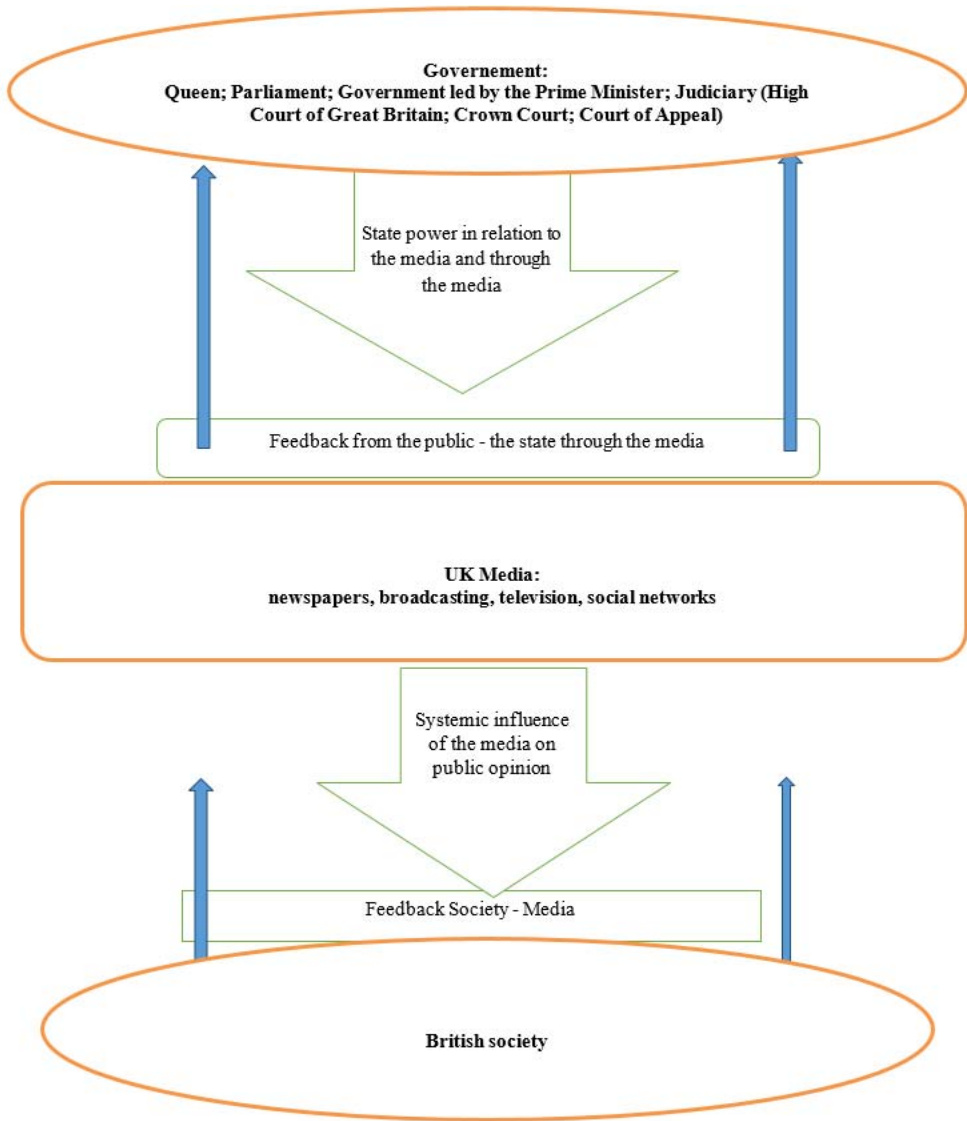 Governement:
Queen; Parliament; Government led by the Prime Minister; Judiciary (High
Court of Great Britain; Crown Court; Court of Appeal)
State power in relation to
the media and through
the media
Feedback from the public - the state through the media
UK Media:
newspapers, broadcasting, television, social networks
Systemic influence
of the media on
public opinion
Feedback Society - Media
British society